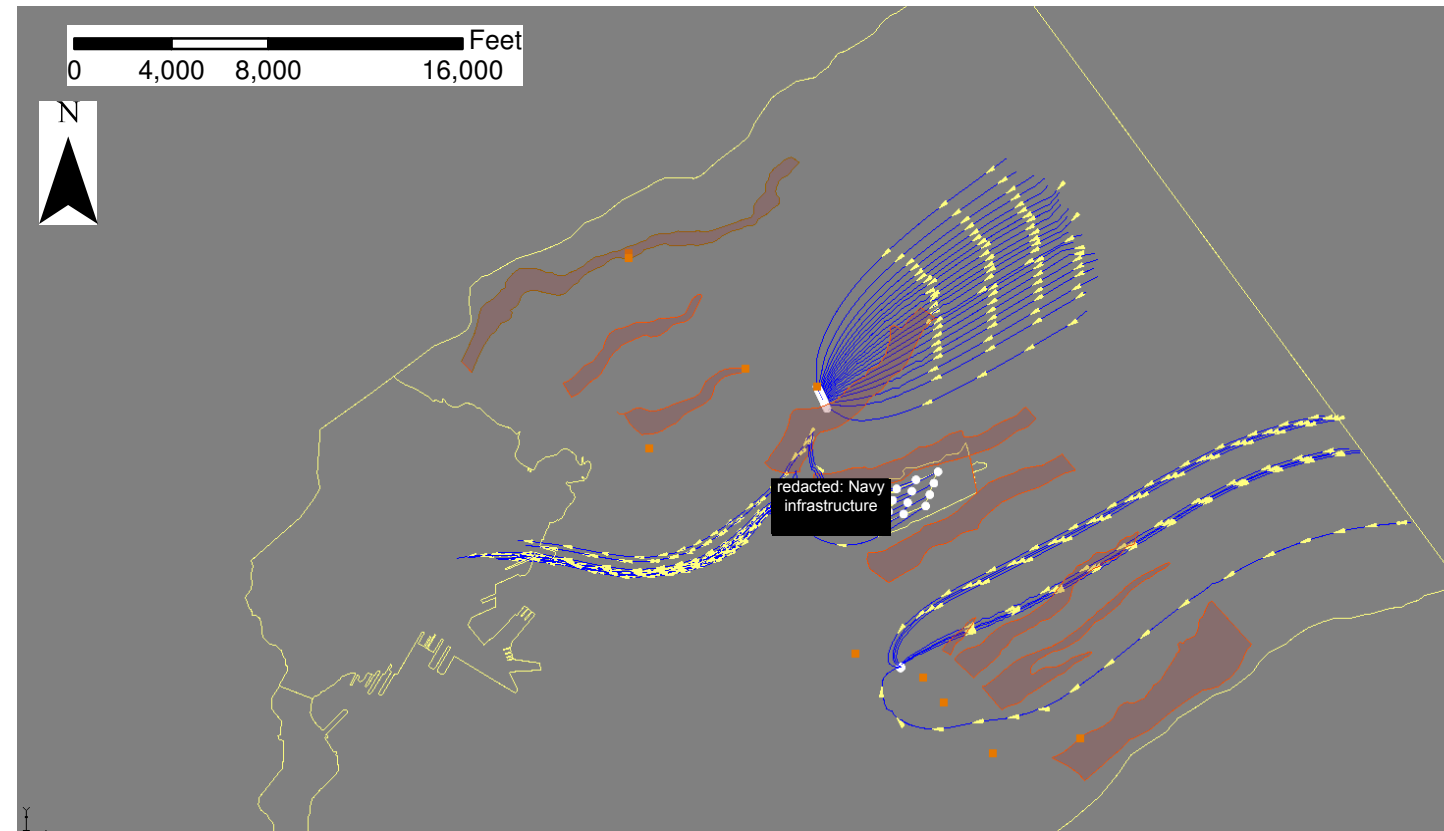 Feet
0 4,000 8,000 16,000
N
redacted: Navy
infrastructure
Y